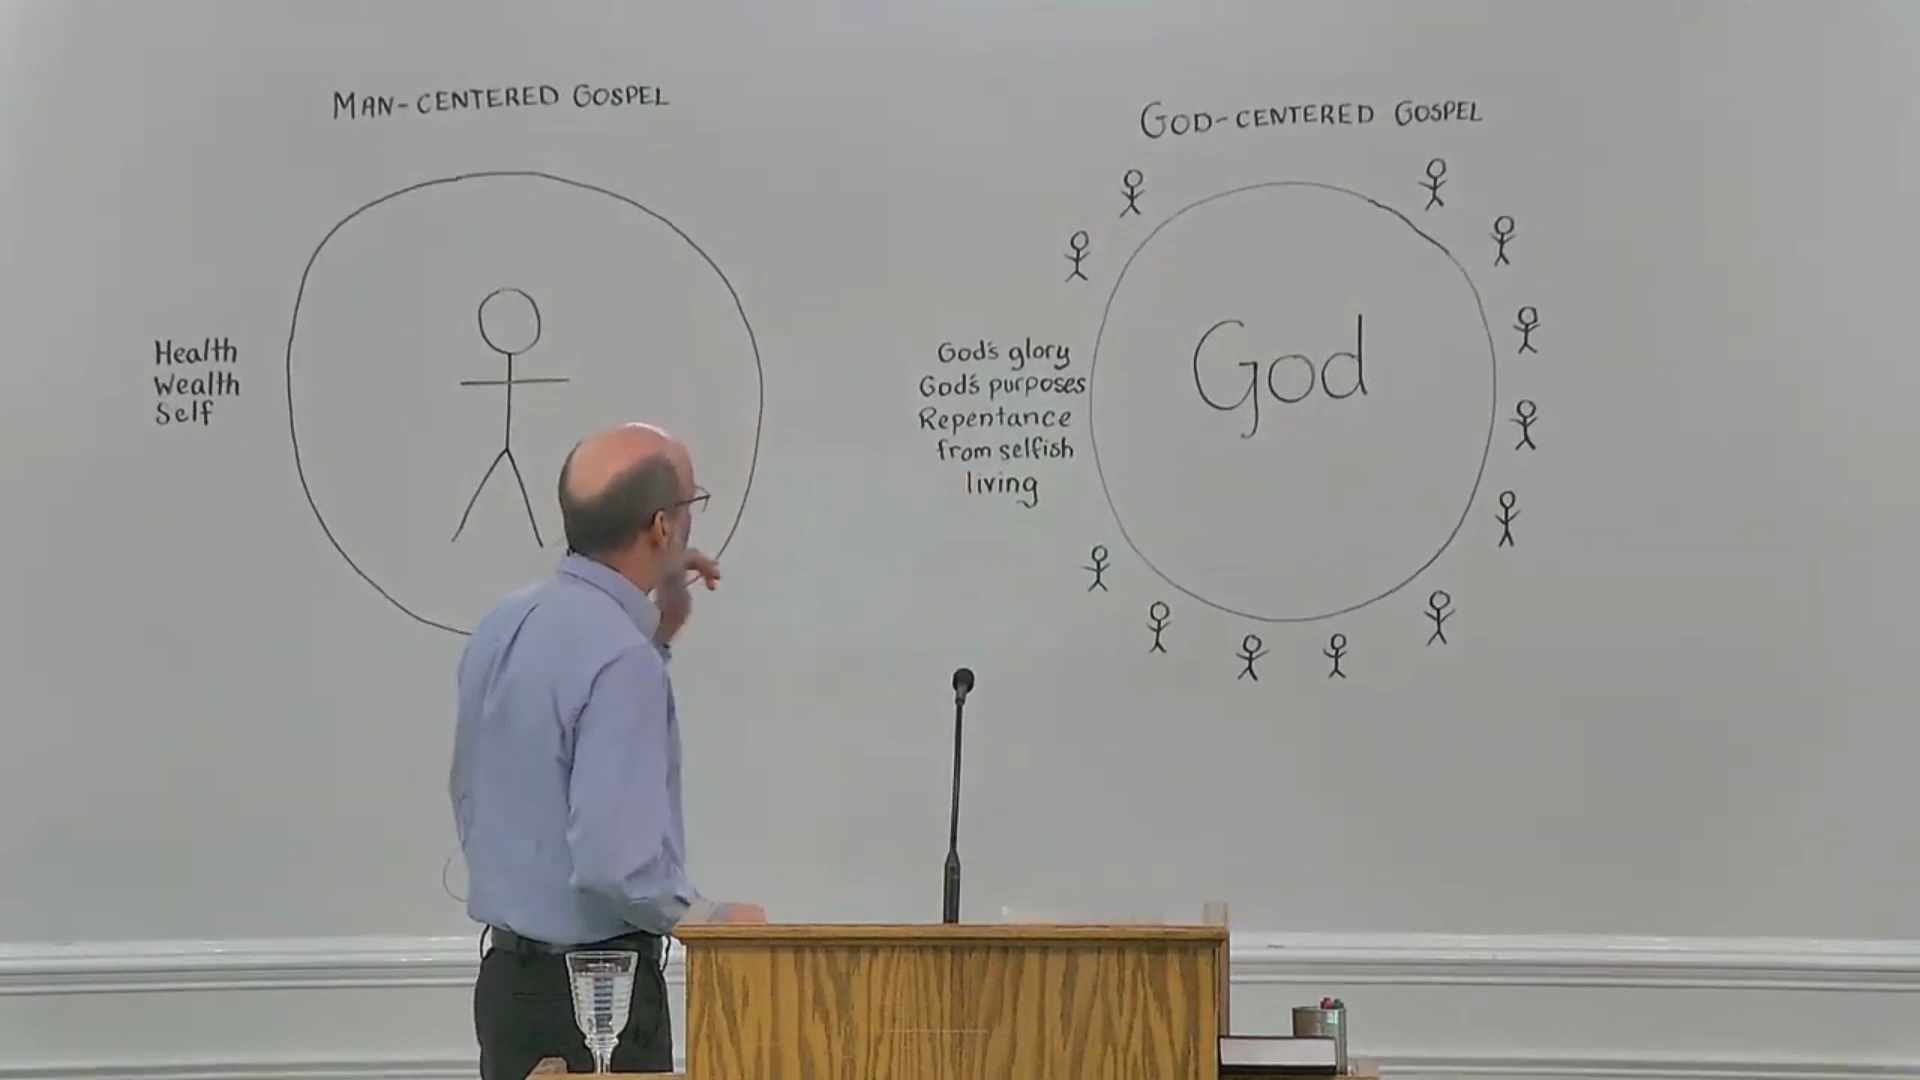 MAN-CENTERED GOSPEL
Health
Wealth
Self
GOD-CENTERED GOSPEL
God's glory
God's purposes
Repentance
from selfish
living
God